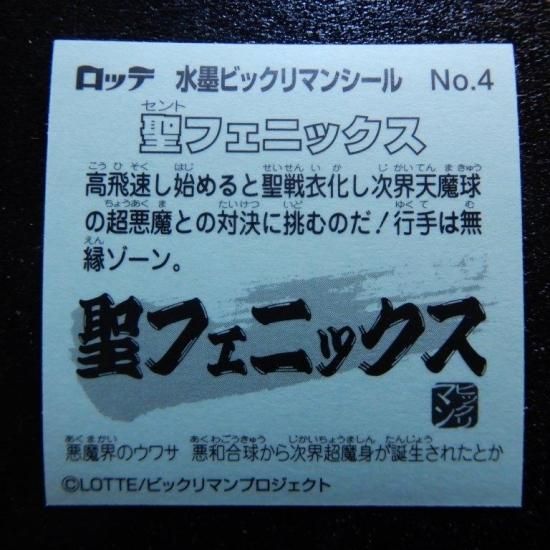 ロッテ 水墨ビックリマンシール No.4
セント
聖フェニックス
こうひそく はじ せいせんいか じかいてんまきゅう
高飛速し始めると聖戦衣化し次界天魔球
ちょうあくま たいけつ いど ゆくて む
の超悪魔との対決に挑むのだ!行手は無
えん
縁ゾーン。
聖フェニックス
ビックリ
マン
あくまかい あくわごうきゅう じかいちょうましん たんじょう
悪魔界のウワサ 悪和合球から次界超魔身が誕生されたとか
©LOTTE/ビックリマンプロジェクト